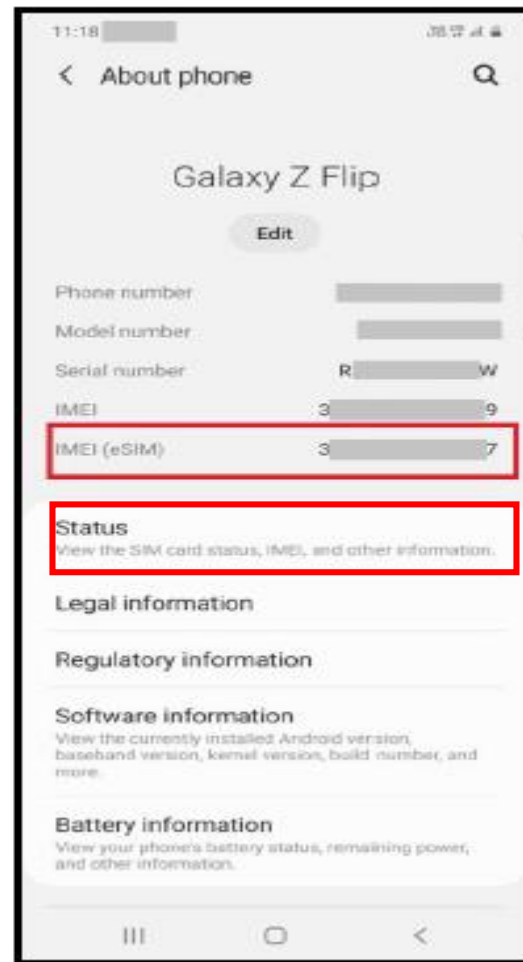 11:18
About phone
Galaxy Z Flip
Edit
Phone number
Model number
Serial number R W
IMEI 3 9
IMEI (eSIM) 3 7
Status
View the SIM card status, IMEI, and other information.
Legal information
Regulatory information
Software information
View the currently installed Android version,
baseband version, kernel version, build number, and
more.
Battery information
View your phone's battery status, remaining power,
and other information.